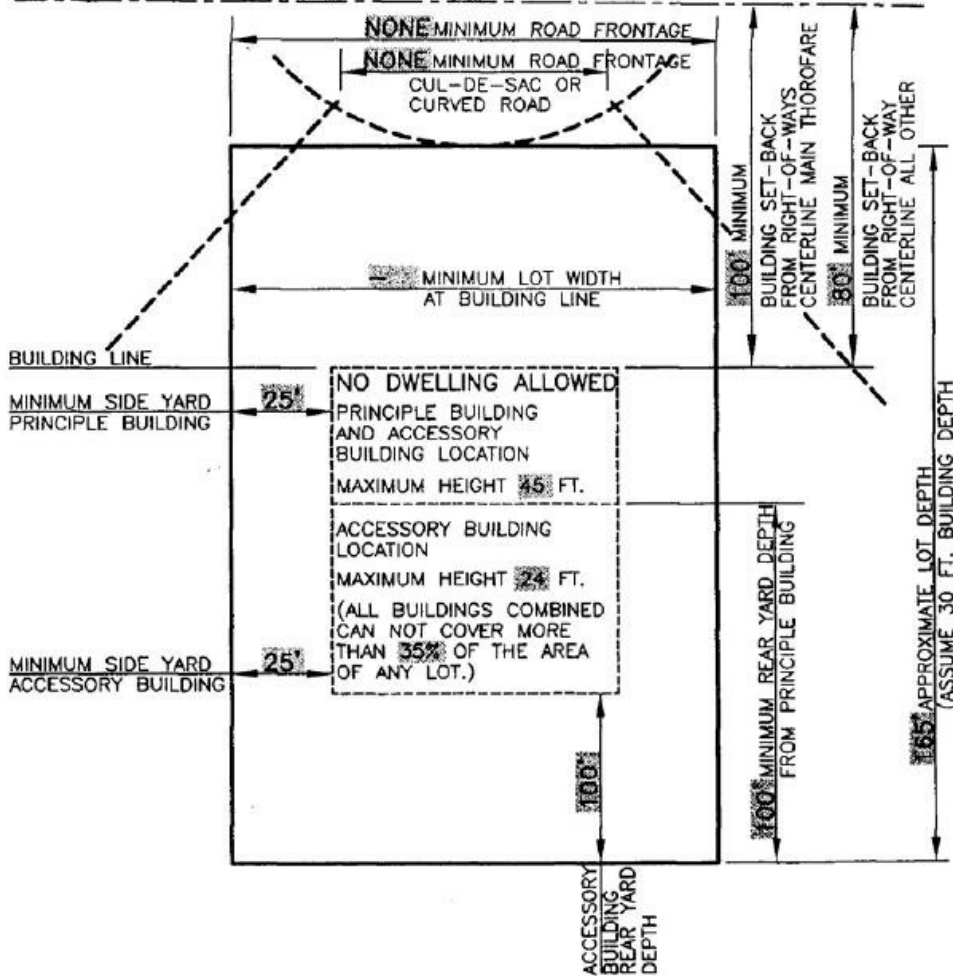 NONE MINIMUM ROAD FRONTAGE
NONE MINIMUM ROAD FRONTAGE
CUL-DE-SAC OR
CURVED ROAD
100' MINIMUM
BUILDING SET-BACK
FROM RIGHT-OF-WAYS
CENTERLINE MAIN THOROFARE
80' MINIMUM
BUILDING SET-BACK
FROM RIGHT-OF-WAY
CENTERLINE ALL OTHER
- MINIMUM LOT WIDTH
AT BUILDING LINE
BUILDING LINE
MINIMUM SIDE YARD
PRINCIPLE BUILDING
25'
NO DWELLING ALLOWED
PRINCIPLE BUILDING
AND ACCESSORY
BUILDING LOCATION
MAXIMUM HEIGHT 45 FT.
ACCESSORY BUILDING
LOCATION
MAXIMUM HEIGHT 24 FT.
(ALL BUILDINGS COMBINED
CAN NOT COVER MORE
THAN 35% OF THE AREA
OF ANY LOT.)
MINIMUM SIDE YARD
ACCESSORY BUILDING
25'
100'
ACCESSORY
BUILDING
REAR YARD
DEPTH
100' MINIMUM REAR YARD DEPTH
FROM PRINCIPLE BUILDING
165' APPROXIMATE LOT DEPTH
(ASSUME 30 FT. BUILDING DEPTH